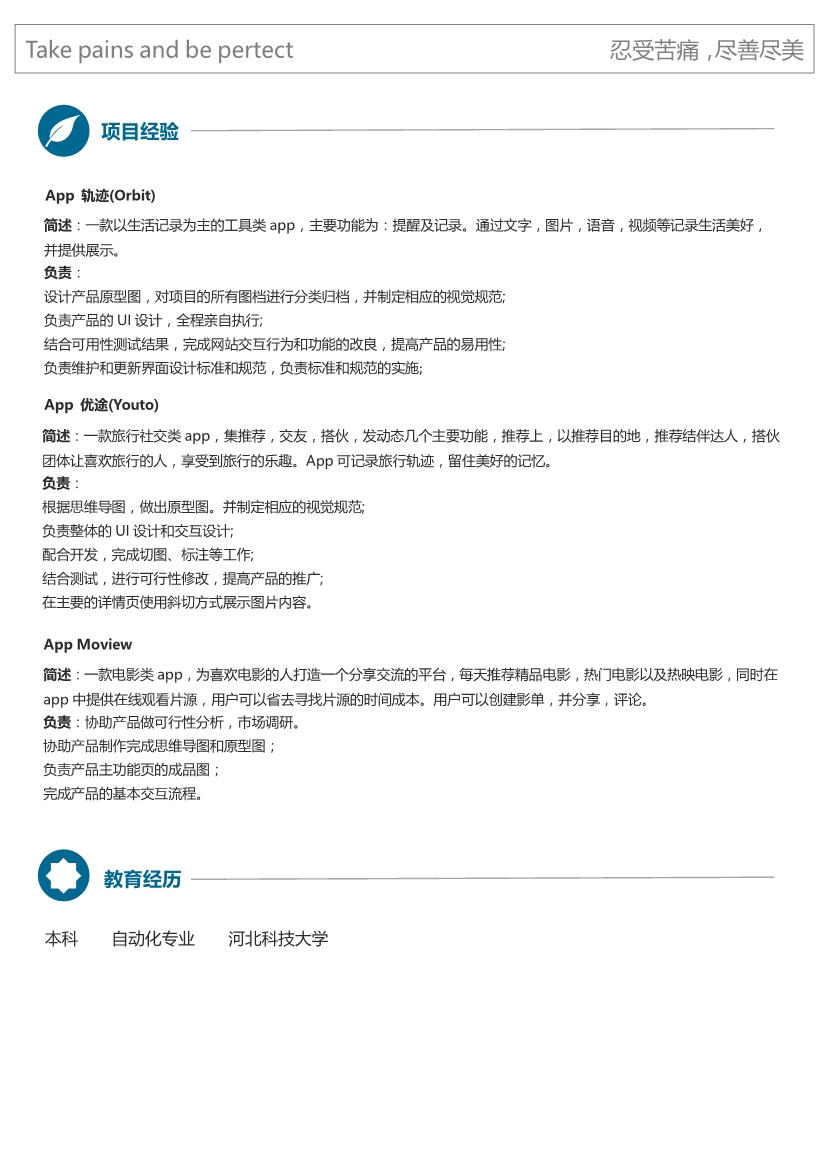 Take pains and be pertect
忍受苦痛，尽善尽美
项目经验
App 轨迹(Orbit)
简述：一款以生活记录为主的工具类 app，主要功能为：提醒及记录。通过文字，图片，语音，视频等记录生活美好，
并提供展示。
负责：
设计产品原型图，对项目的所有图档进行分类归档，并制定相应的视觉规范;
负责产品的 UI 设计，全程亲自执行;
结合可用性测试结果，完成网站交互行为和功能的改良，提高产品的易用性;
负责维护和更新界面设计标准和规范，负责标准和规范的实施;
App 优途(Youto)
简述：一款旅行社交类 app，集推荐，交友，搭伙，发动态几个主要功能，推荐上，以推荐目的地，推荐结伴达人，搭伙
团体让喜欢旅行的人，享受到旅行的乐趣。App 可记录旅行轨迹，留住美好的记忆。
负责：
根据思维导图，做出原型图。并制定相应的视觉规范;
负责整体的 UI 设计和交互设计;
配合开发，完成切图、标注等工作;
结合测试，进行可行性修改，提高产品的推广;
在主要的详情页使用斜切方式展示图片内容。
App Moview
简述：一款电影类 app，为喜欢电影的人打造一个分享交流的平台，每天推荐精品电影，热门电影以及热映电影，同时在
app 中提供在线观看片源，用户可以省去寻找片源的时间成本。用户可以创建影单，并分享，评论。
负责：协助产品做可行性分析，市场调研。
协助产品制作完成思维导图和原型图；
负责产品主功能页的成品图；
完成产品的基本交互流程。
教育经历
本科 自动化专业 河北科技大学